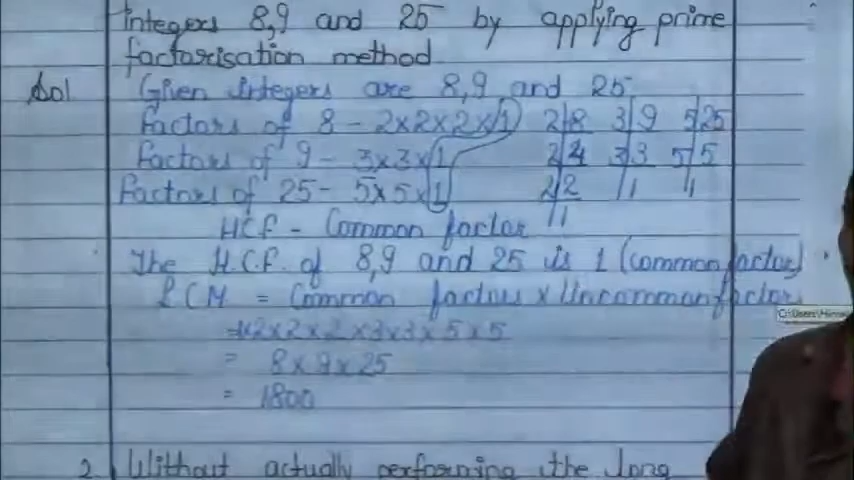 integers 8,9 and 25 by applying prime
factorisation method
Sol Given integers are 8,9 and 25.
Factors of 8 - 2×2×2×1 2|8 3|9 5|25
Factors of 9 - 3×3×1 2|4 3|3 5|5
Factors of 25 - 5×5×1 2|2 |1 |1
HCF - Common factor |1
The H.C.F. of 8,9 and 25 is 1 (common factor)
LCM = Common factors × Uncommon factors
C:\Users\
=1×2×2×2×3×3×5×5
= 8×9×25
= 1800
2 Without actually performing the long